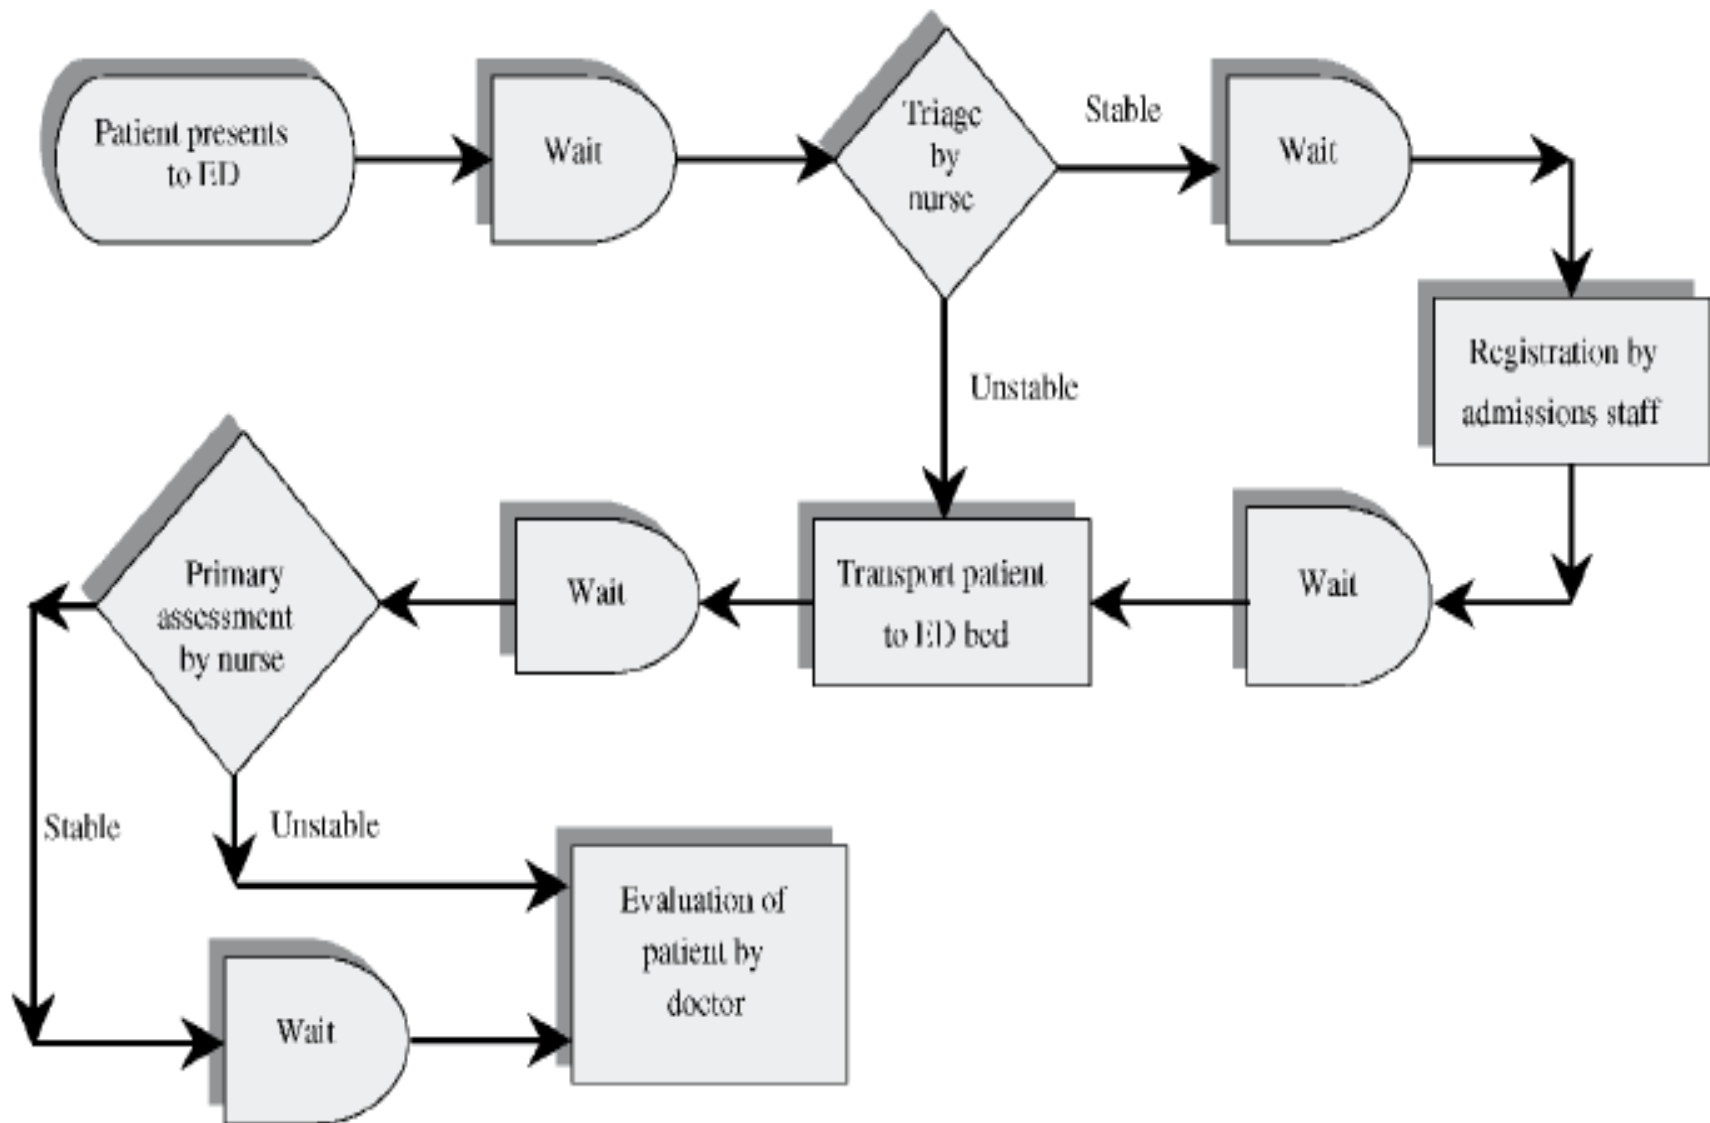 Patient presents
to ED
Wait
Triage
by
nurse
Stable
Wait
Registration by
admissions staff
Unstable
Wait
Transport patient
to ED bed
Wait
Primary
assessment
by nurse
Stable
Unstable
Wait
Evaluation of
patient by
doctor